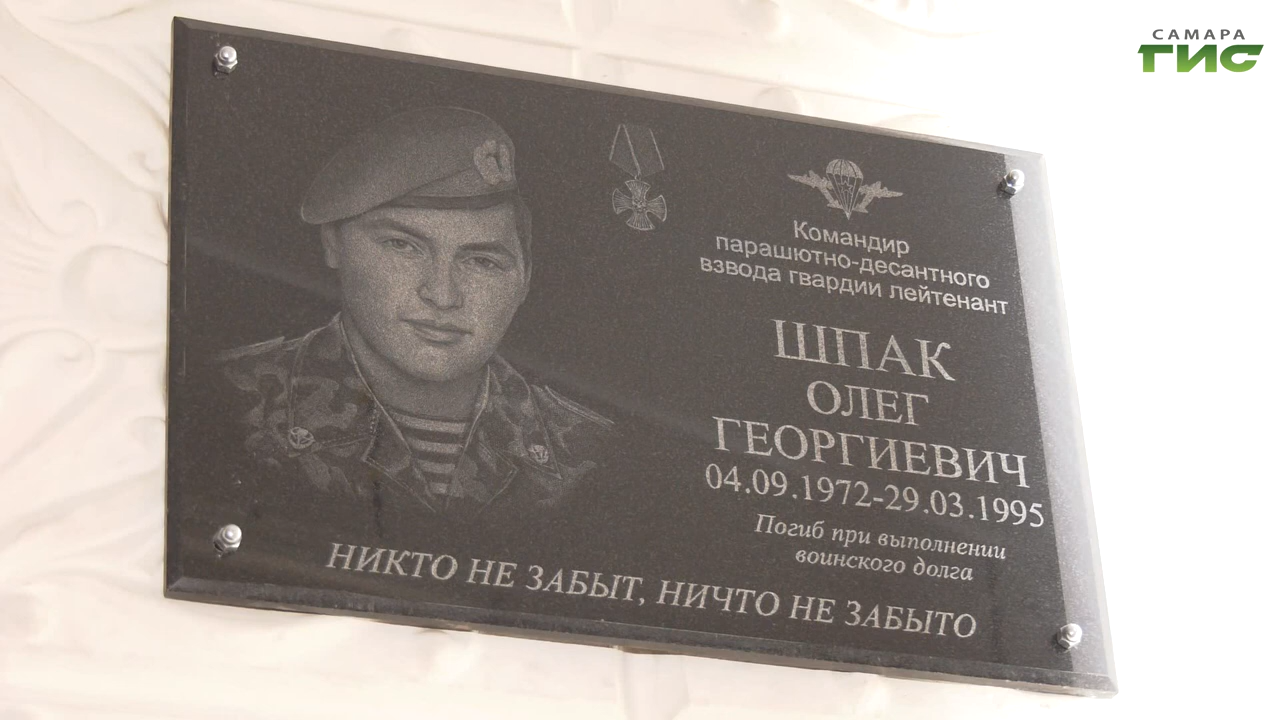 САМАРА
ГИС
Командир
парашютно-десантного
взвода гвардии лейтенант
ШПАК
ОЛЕГ
ГЕОРГИЕВИЧ
04.09.1972-29.03.1995
Погиб при выполнении
воинского долга
НИКТО НЕ ЗАБЫТ, НИЧТО НЕ ЗАБЫТО